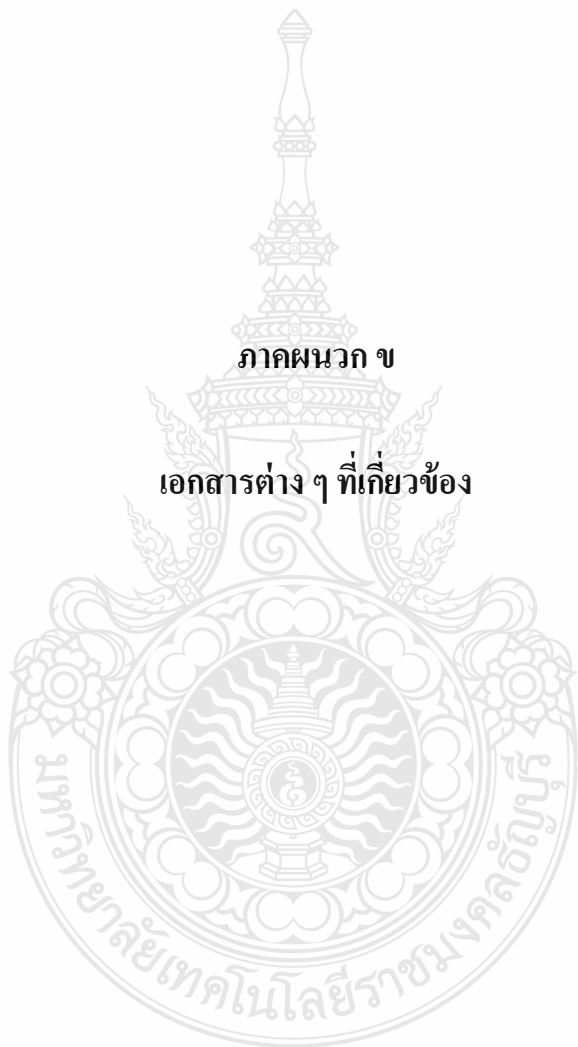 ภาคผนวก ข
เอกสารต่าง ๆ ที่เกี่ยวข้อง
มหาวิทยาลัยเทคโนโลยีราชมงคลธัญบุรี